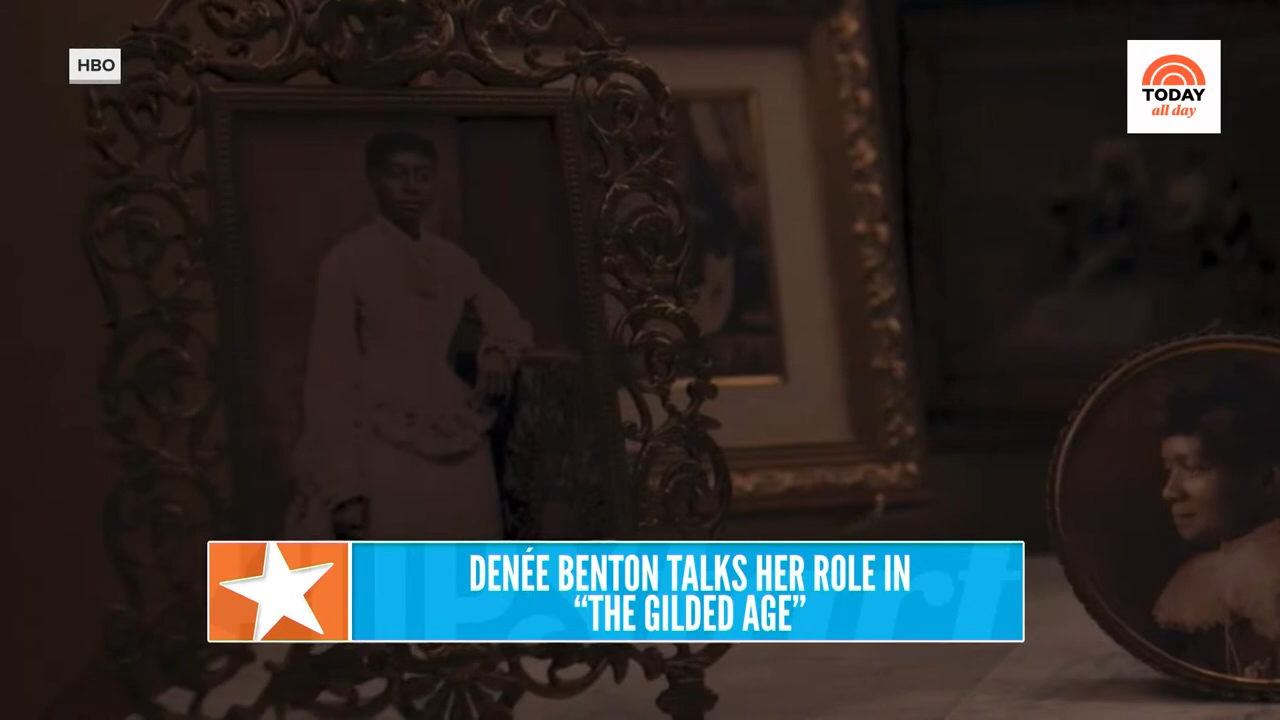 HBO
TODAY
all day
DENÉE BENTON TALKS HER ROLE IN
“THE GILDED AGE”